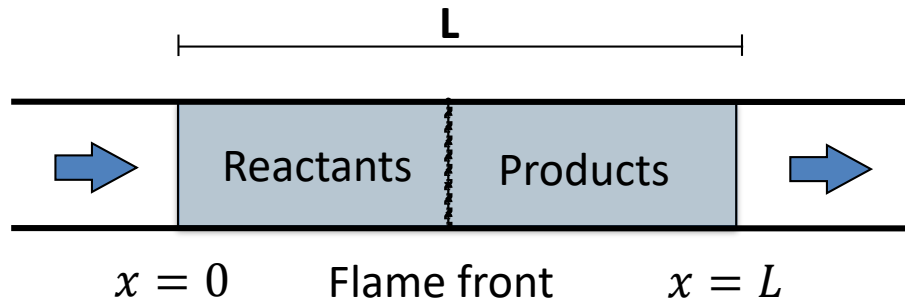 L
Reactants Products
x = 0 Flame front x = L